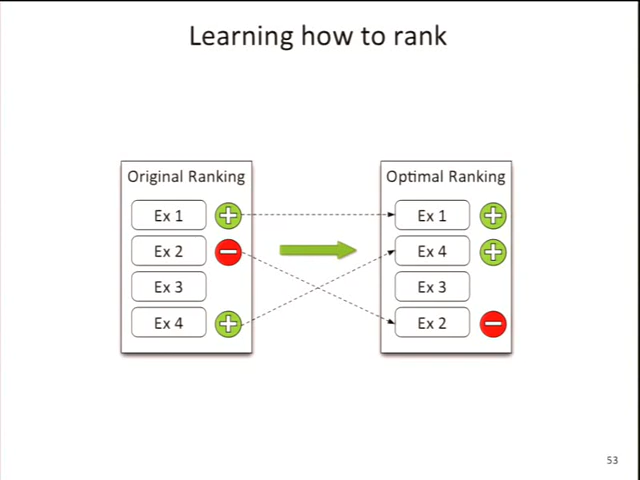 Learning how to rank
Original Ranking
Ex 1
Ex 2
Ex 3
Ex 4
Optimal Ranking
Ex 1
Ex 4
Ex 3
Ex 2
53